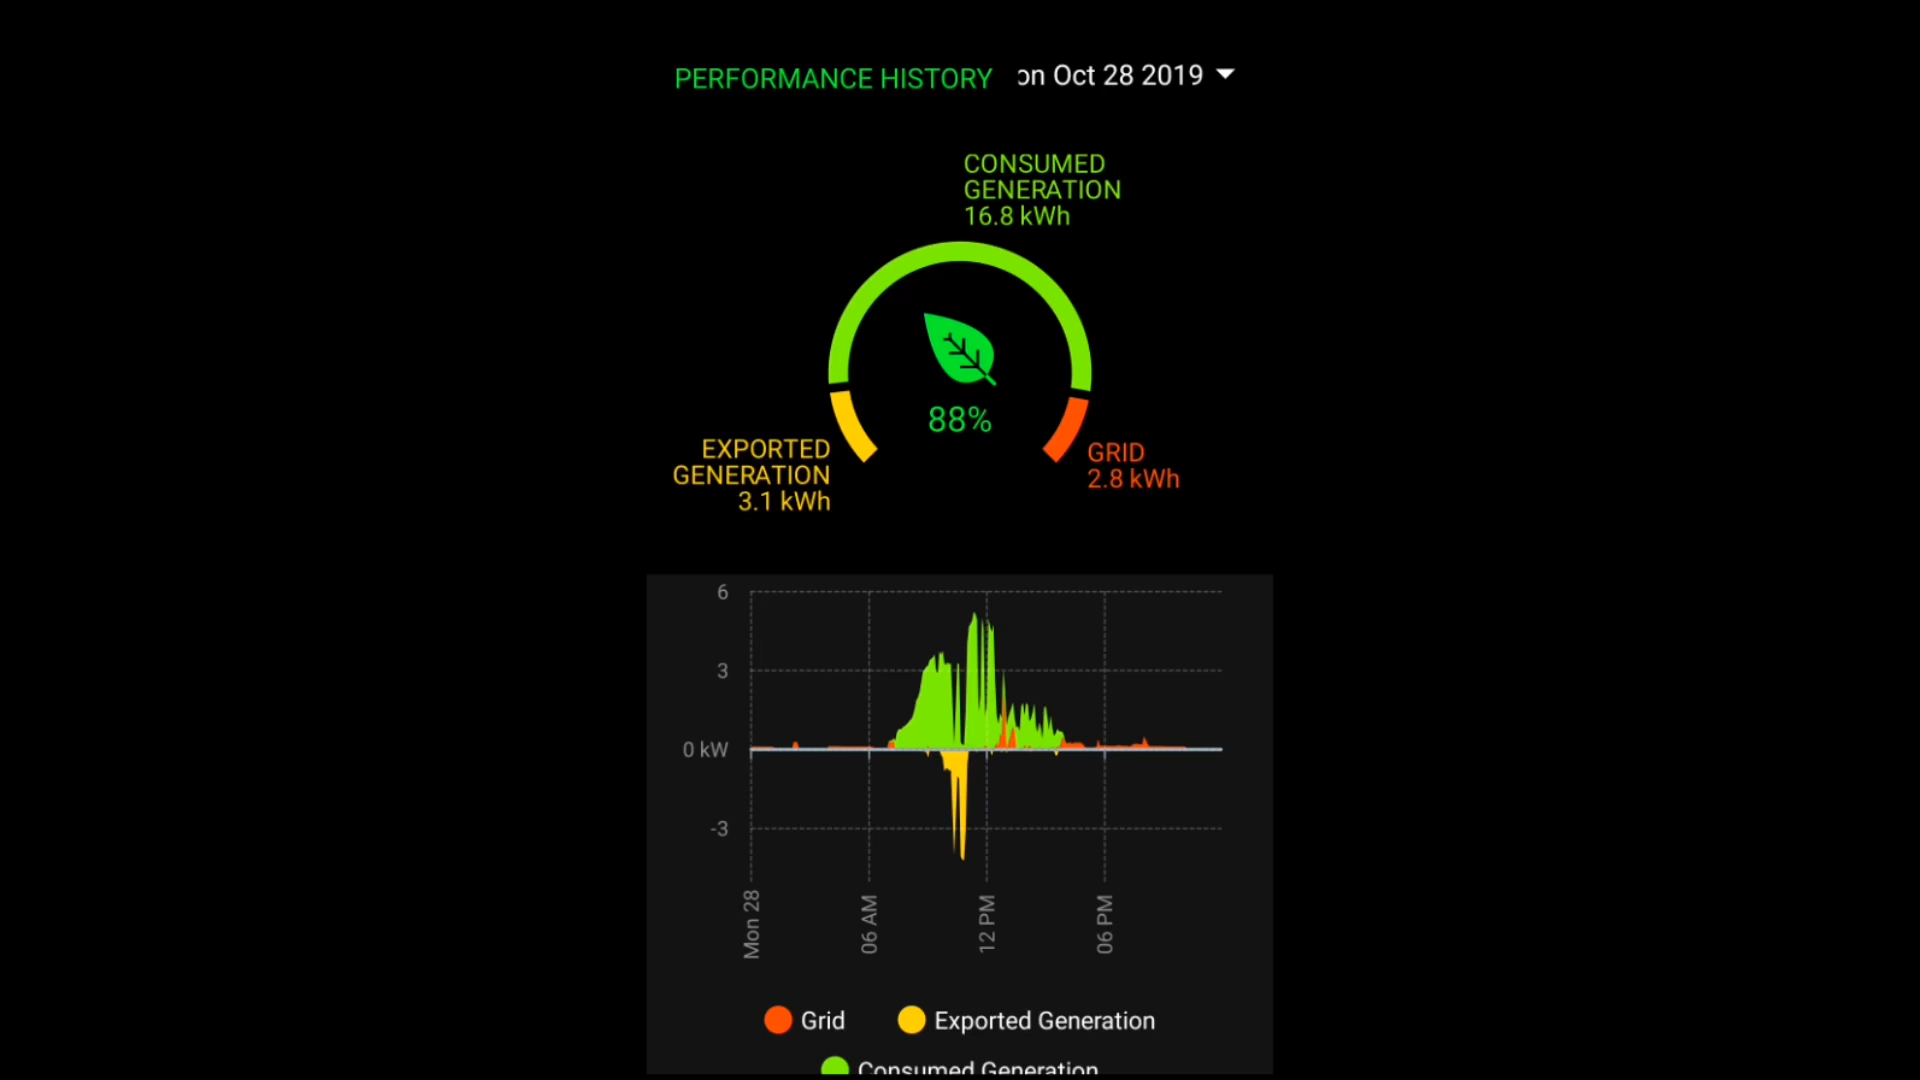 PERFORMANCE HISTORY
on Oct 28 2019
CONSUMED
GENERATION
16.8 kWh
88%
EXPORTED
GENERATION
3.1 kWh
GRID
2.8 kWh
6
3
0 kW
-3
Mon 28
06 AM
12 PM
06 PM
Grid
Exported Generation
Consumed Generation